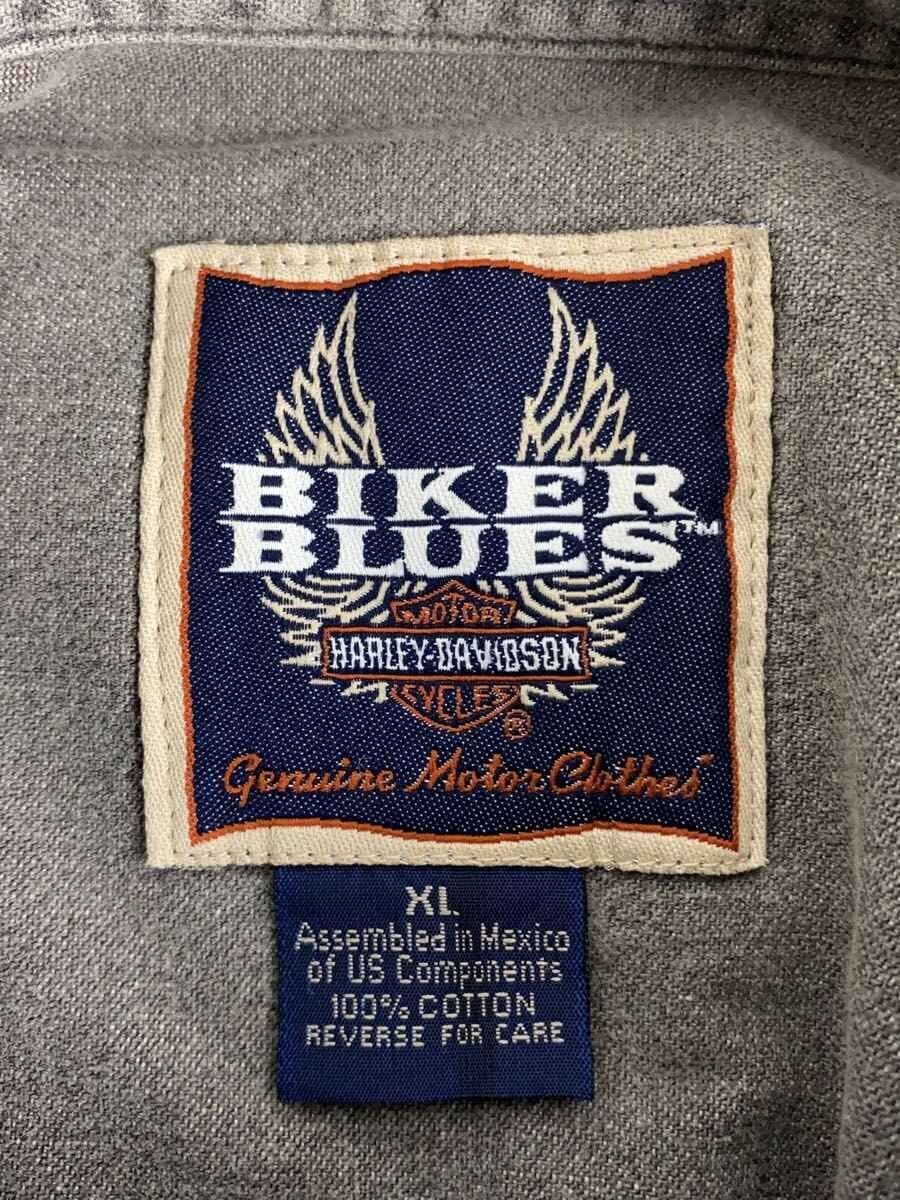 BIKER
BLUES™
MOTOR
HARLEY-DAVIDSON
CYCLES
®
Genuine Motor Clothes
XL
Assembled in Mexico
of US Components
100% COTTON
REVERSE FOR CARE